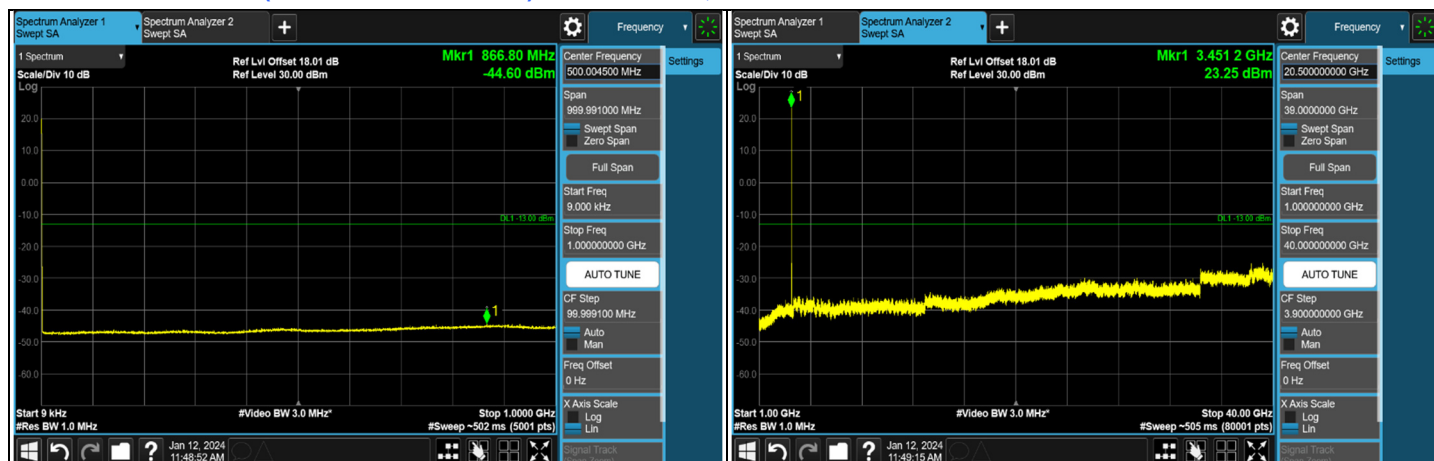 Spectrum Analyzer 1
Swept SA
Spectrum Analyzer 2
Swept SA
+
Frequency
1 Spectrum
Scale/Div 10 dB
Log
Ref Lvl Offset 18.01 dB
Ref Level 30.00 dBm
Mkr1 866.80 MHz
-44.60 dBm
20.0
10.0
0.00
-10.0
-20.0
-30.0
-40.0
-50.0
-60.0
DL1 -13.00 dBm
1
Start 9 kHz
#Res BW 1.0 MHz
#Video BW 3.0 MHz*
Stop 1.0000 GHz
#Sweep ~502 ms (5001 pts)
Center Frequency
500.004500 MHz
Settings
Span
999.991000 MHz
Swept Span
Zero Span
Full Span
Start Freq
9.000 kHz
Stop Freq
1.000000000 GHz
AUTO TUNE
CF Step
99.999100 MHz
Auto
Man
Freq Offset
0 Hz
X Axis Scale
Log
Lin
Signal Track
?
Jan 12, 2024
11:48:52 AM
Spectrum Analyzer 1
Swept SA
Spectrum Analyzer 2
Swept SA
+
Frequency
1 Spectrum
Scale/Div 10 dB
Log
Ref Lvl Offset 18.01 dB
Ref Level 30.00 dBm
Mkr1 3.451 2 GHz
23.25 dBm
1
20.0
10.0
0.00
-10.0
-20.0
-30.0
-40.0
-50.0
-60.0
DL1 -13.00 dBm
Start 1.00 GHz
#Res BW 1.0 MHz
#Video BW 3.0 MHz*
Stop 40.00 GHz
#Sweep ~505 ms (80001 pts)
Center Frequency
20.500000000 GHz
Settings
Span
39.0000000 GHz
Swept Span
Zero Span
Full Span
Start Freq
1.000000000 GHz
Stop Freq
40.000000000 GHz
AUTO TUNE
CF Step
3.900000000 GHz
Auto
Man
Freq Offset
0 Hz
X Axis Scale
Log
Lin
Signal Track
?
Jan 12, 2024
11:49:15 AM